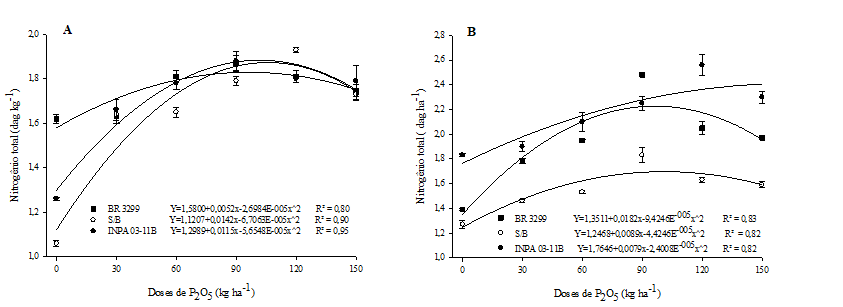 A
Nitrogênio total (dag kg-1)
2,0
1,8
1,6
1,4
1,2
1,0
BR 3299 Y=1,5800+0,0052x-2,6984E-005x^2 R² = 0,80
S/B Y=1,1207+0,0142x-6,7063E-005x^2 R² = 0,90
INPA 03-11B Y=1,2989+0,0115x-5,6548E-005x^2 R² = 0,95
0 30 60 90 120 150
Doses de P2O5 (kg ha-1)
B
Nitrogênio total ( dag ha-1)
2,8
2,6
2,4
2,2
2,0
1,8
1,6
1,4
1,2
1,0
BR 3299 Y=1,3511+0,0182x-9,4246E-005x^2 R² = 0,83
S/B Y=1,2468+0,0089x-4,4246E-005x^2 R² = 0,82
INPA 03-11B Y=1,7646+0,0079x-2,4008E-005x^2 R² = 0,82
0 30 60 90 120 150
Doses de P2O5 (kg ha-1)